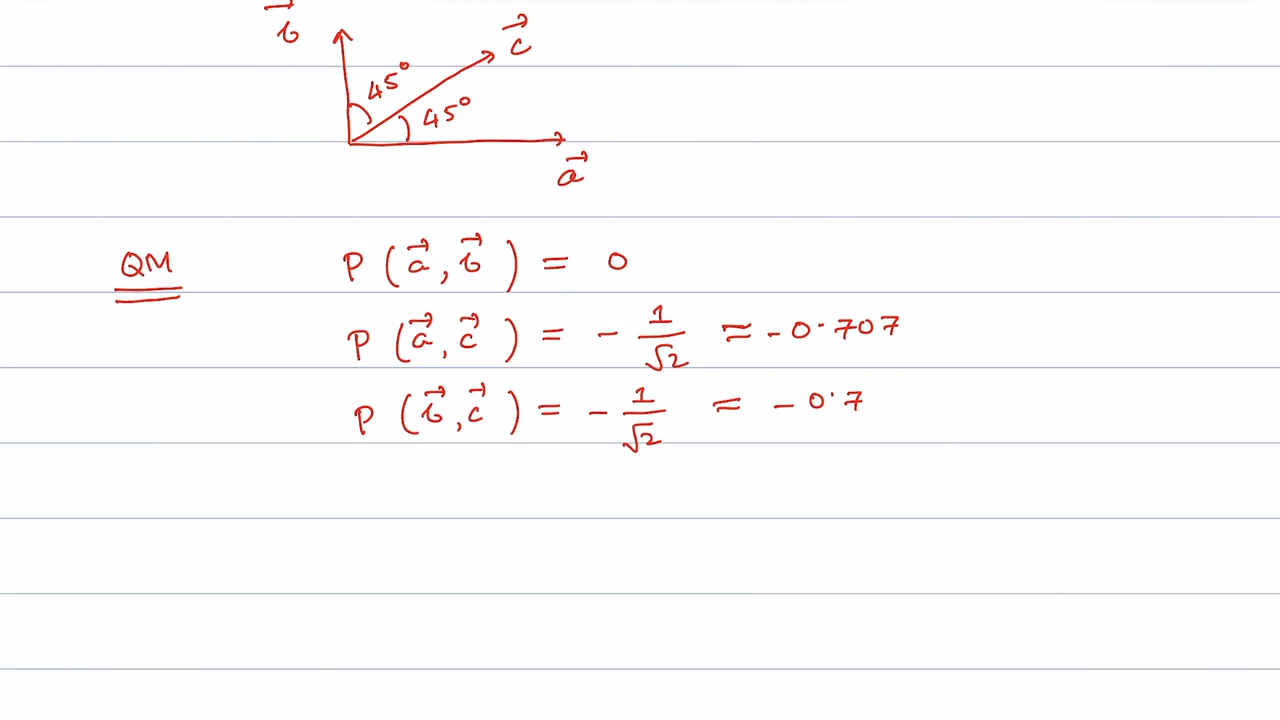 b⃗
c⃗
45°
45°
a⃗
QM P (a⃗, b⃗) = 0
P (a⃗, c⃗) = - 1/√2 ≈ -0.707
P (b⃗, c⃗) = - 1/√2 ≈ -0.7